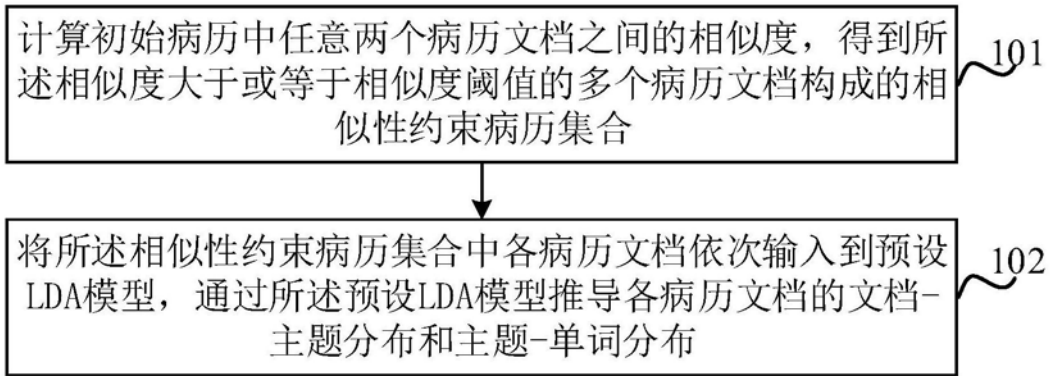 计算初始病历中任意两个病历文档之间的相似度，得到所
述相似度大于或等于相似度阈值的多个病历文档构成的相
似性约束病历集合
101
将所述相似性约束病历集合中各病历文档依次输入到预设
LDA模型，通过所述预设LDA模型推导各病历文档的文档-
主题分布和主题-单词分布
102